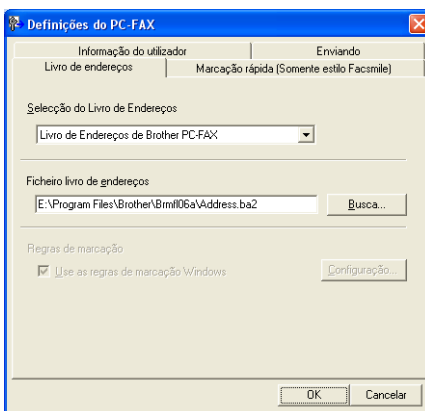 Definições do PC-FAX
Informação do utilizador
Enviando
Livro de endereços
Marcação rápida (Somente estilo Facsmile)
Selecção do Livro de Endereços
Livro de Endereços de Brother PC-FAX
Ficheiro livro de endereços
E:\Program Files\Brother\Brmfl06a\Address.ba2
Busca...
Regras de marcação
Use as regras de marcação Windows
Configuração...
OK
Cancelar